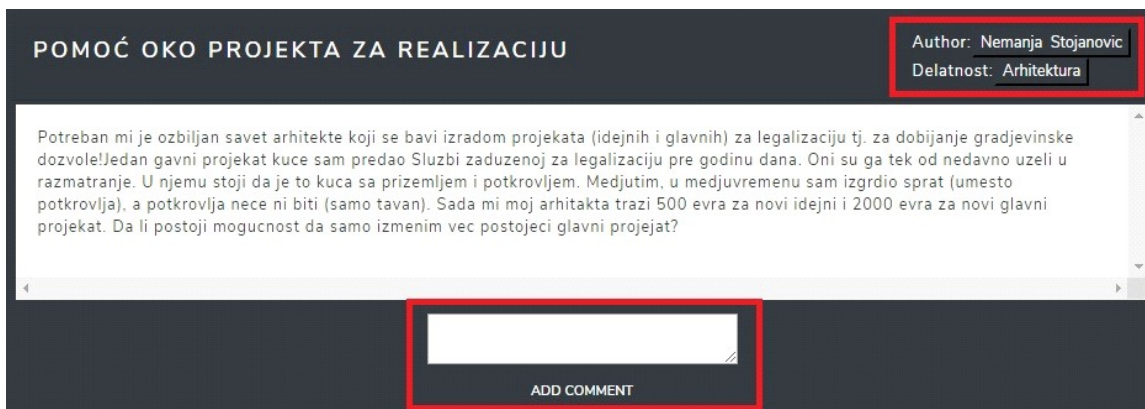 POMOĆ OKO PROJEKTA ZA REALIZACIJU
Author: Nemanja Stojanovic
Delatnost: Arhitektura
Potreban mi je ozbiljan savet arhitekte koji se bavi izradom projekata (idejnih i glavnih) za legalizaciju tj. za dobijanje gradjevinske
dozvole!Jedan gavni projekat kuce sam predao Sluzbi zaduzenoj za legalizaciju pre godinu dana. Oni su ga tek od nedavno uzeli u
razmatranje. U njemu stoji da je to kuca sa prizemljem i potkrovljem. Medjutim, u medjuvremenu sam izgrdio sprat (umesto
potkrovlja), a potkrovlja nece ni biti (samo tavan). Sada mi moj arhitakta trazi 500 evra za novi idejni i 2000 evra za novi glavni
projekat. Da li postoji mogucnost da samo izmenim vec postojeci glavni projejat?
ADD COMMENT